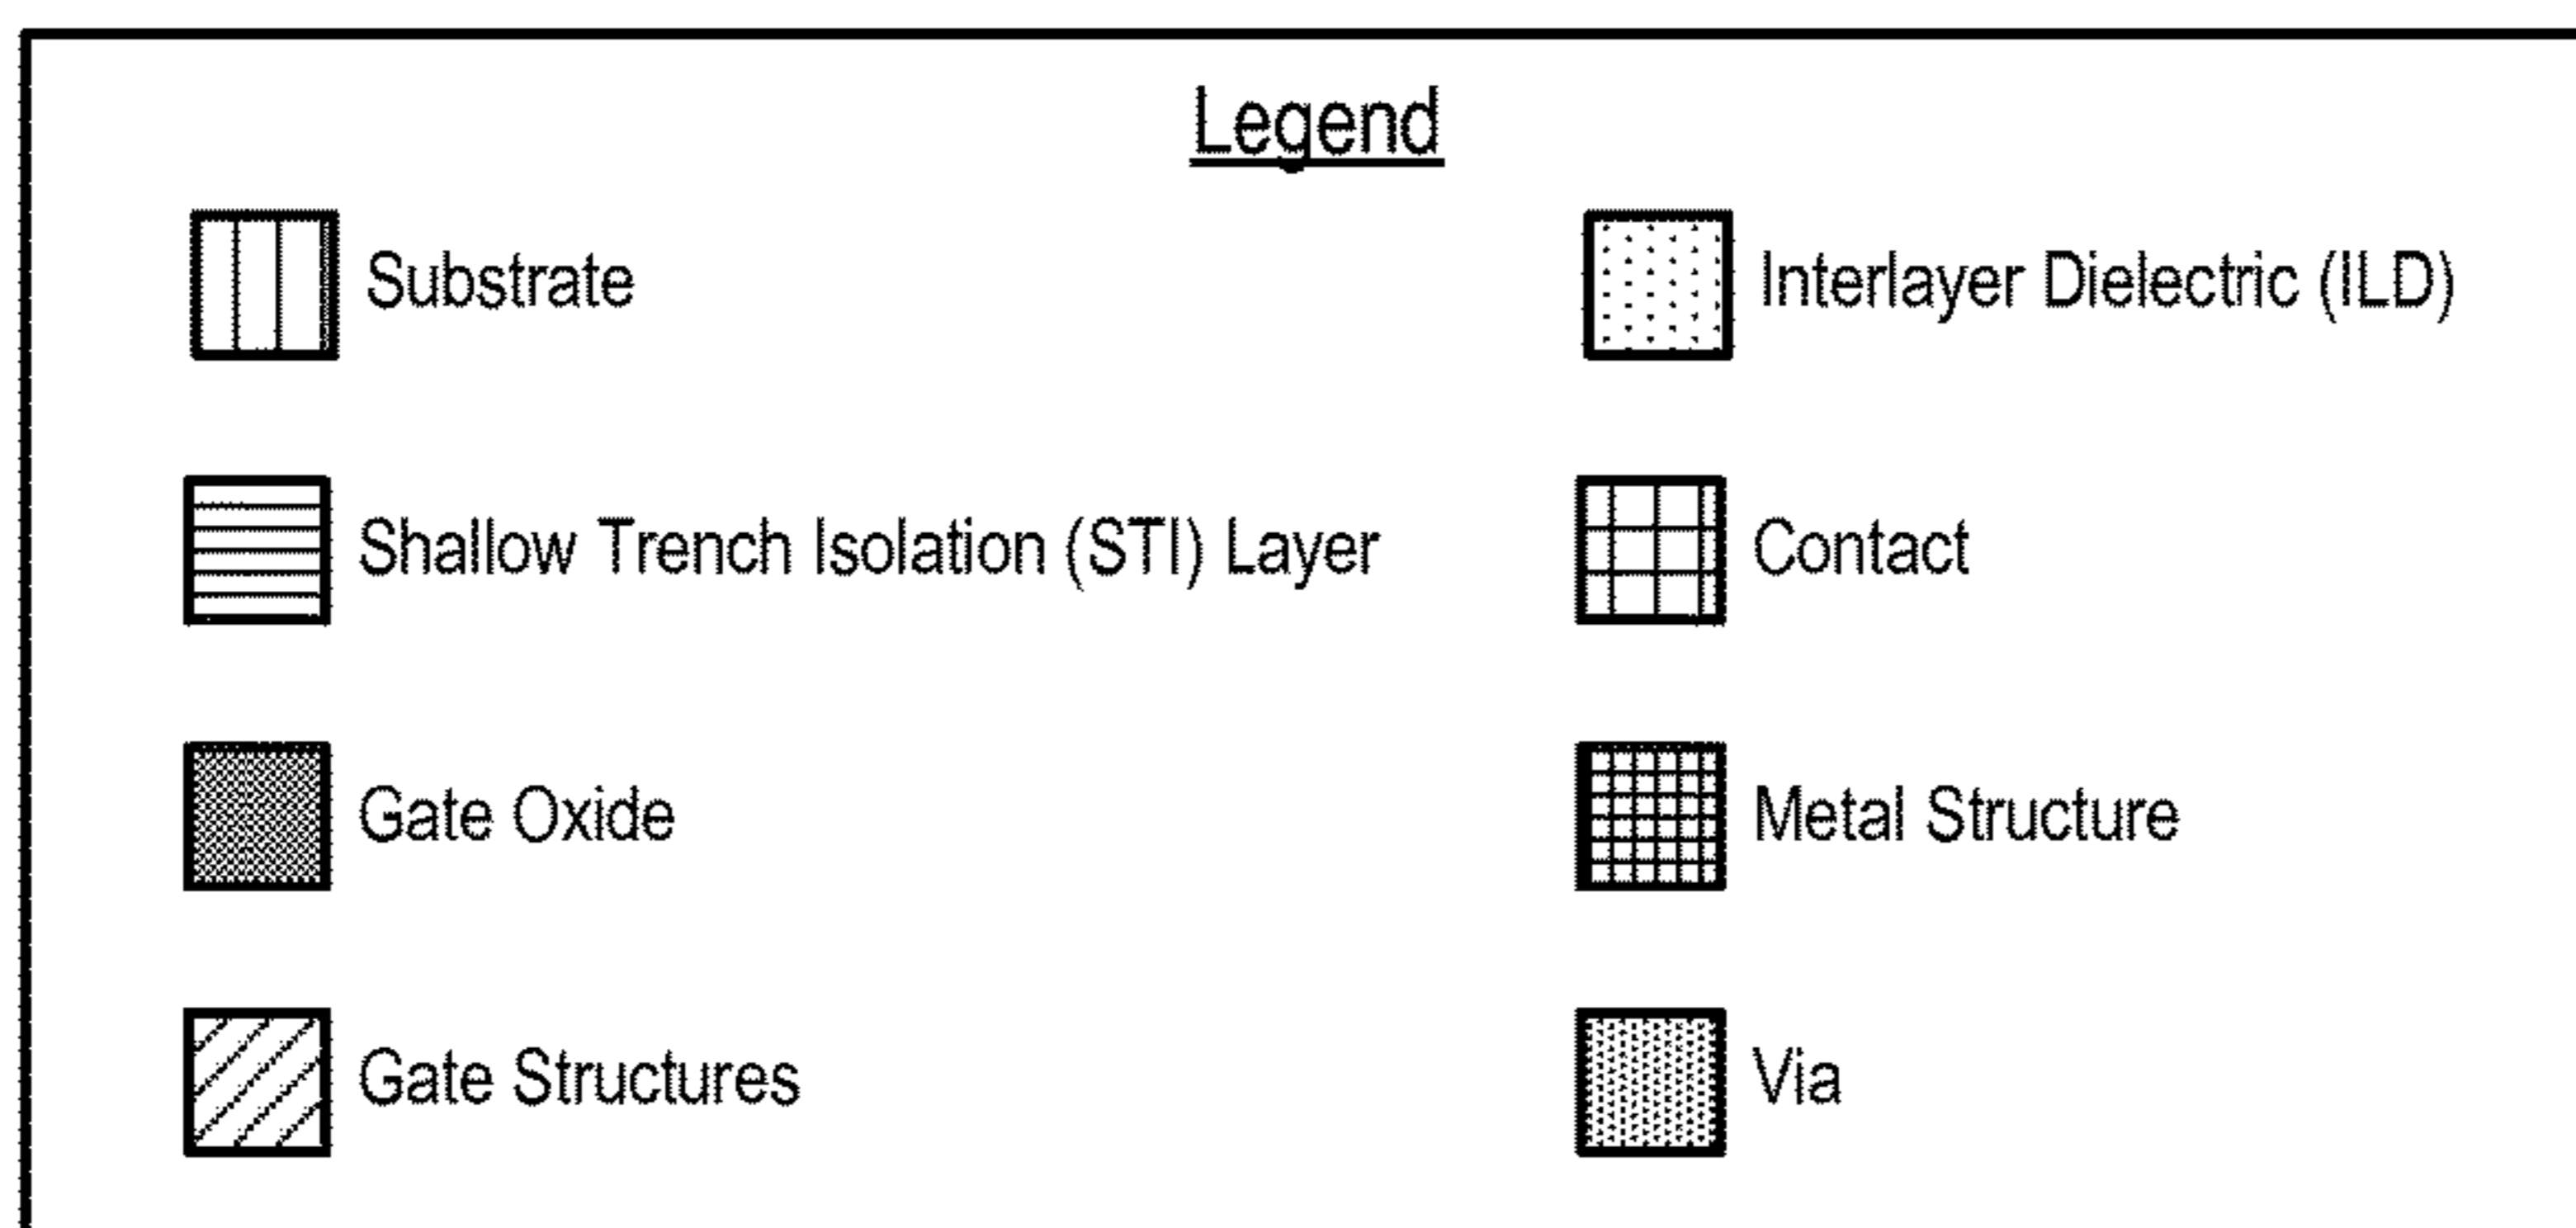 Legend
Substrate
Interlayer Dielectric (ILD)
Shallow Trench Isolation (STI) Layer
Contact
Gate Oxide
Metal Structure
Gate Structures
Via